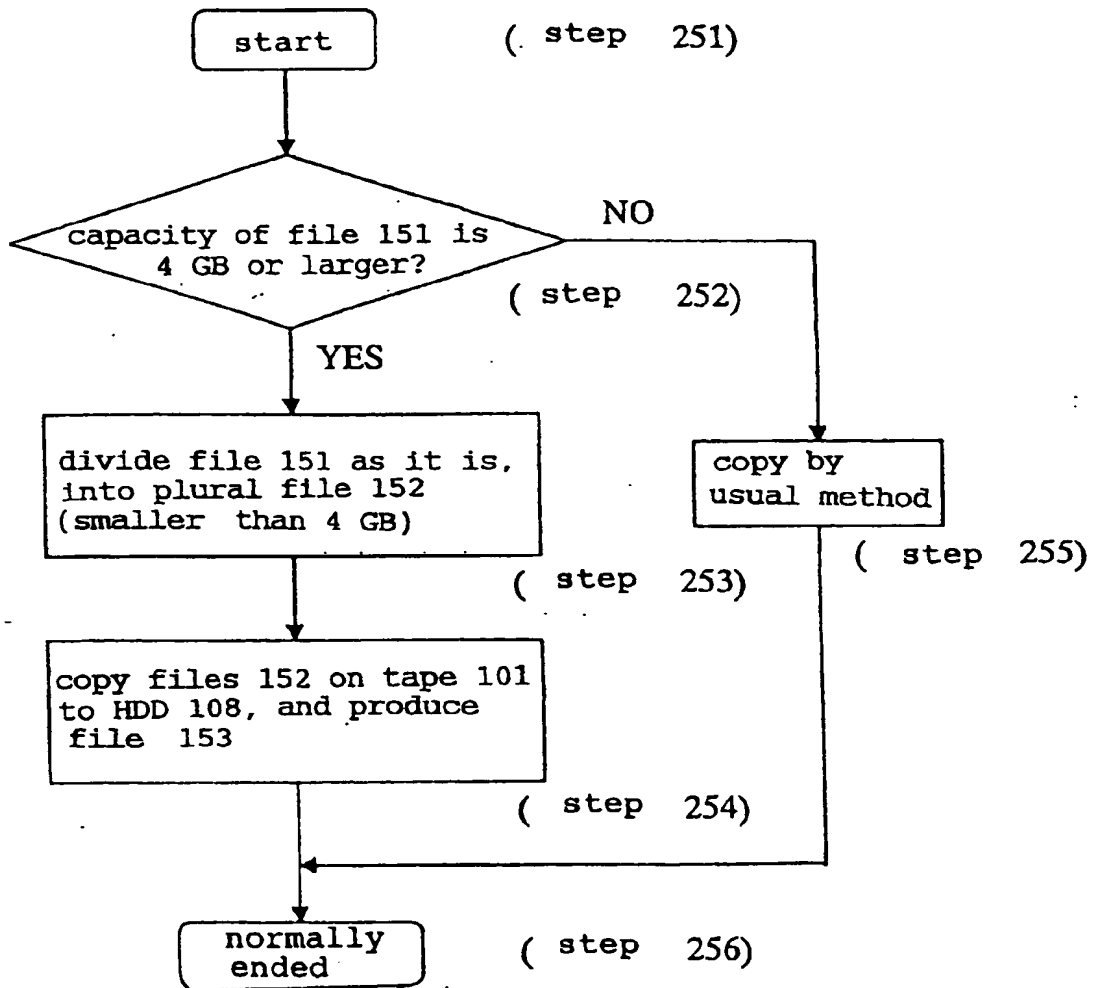 start
( step 251)
capacity of file 151 is
4 GB or larger?
NO
( step 252)
YES
divide file 151 as it is,
into plural file 152
(smaller than 4 GB)
( step 253)
copy by
usual method
( step 255)
copy files 152 on tape 101
to HDD 108, and produce
file 153
( step 254)
normally
ended
( step 256)